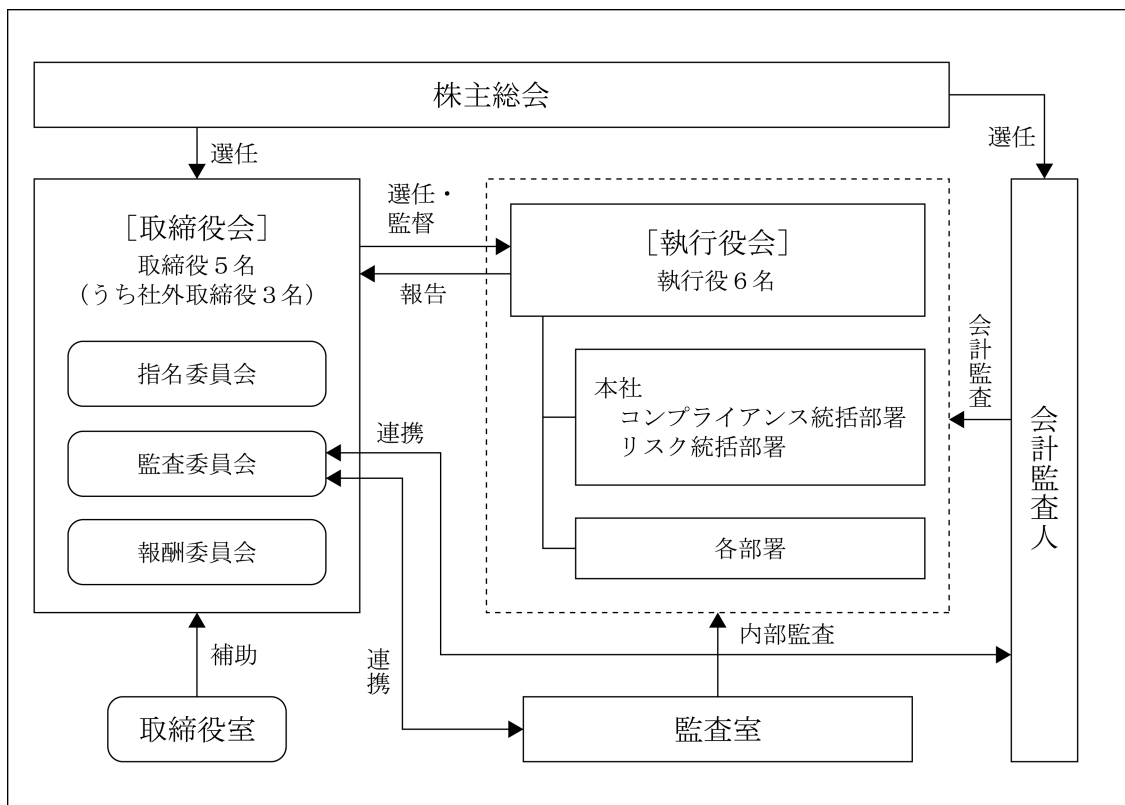 株主総会
選任
選任
選任・
監督
報告
[取締役会]
取締役5名
(うち社外取締役3名)
指名委員会
監査委員会
報酬委員会
[執行役会]
執行役6名
本社
コンプライアンス統括部署
リスク統括部署
各部署
会計監査
会計監査人
連携
補助
連携
内部監査
取締役室
監査室